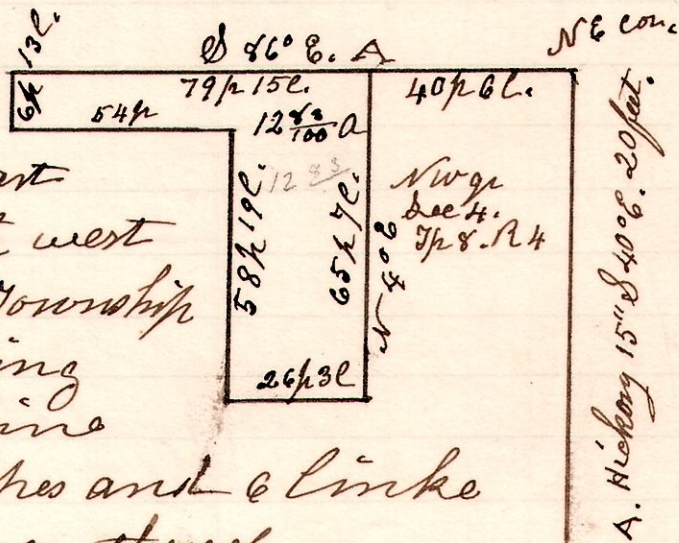 S 86° E. A
NE cor.
6p 13l.
79p 15l.
40p 6l.
54p
12 83/100 a
12 83
58p 19l.
65p 7l.
N 4° E
Nw qr
Sec 4.
Tp 8. R 4
26p 3l
A. Hickory 15" S 40° E. 20 feet.
west
Township
ing
ine
pes and 6 links